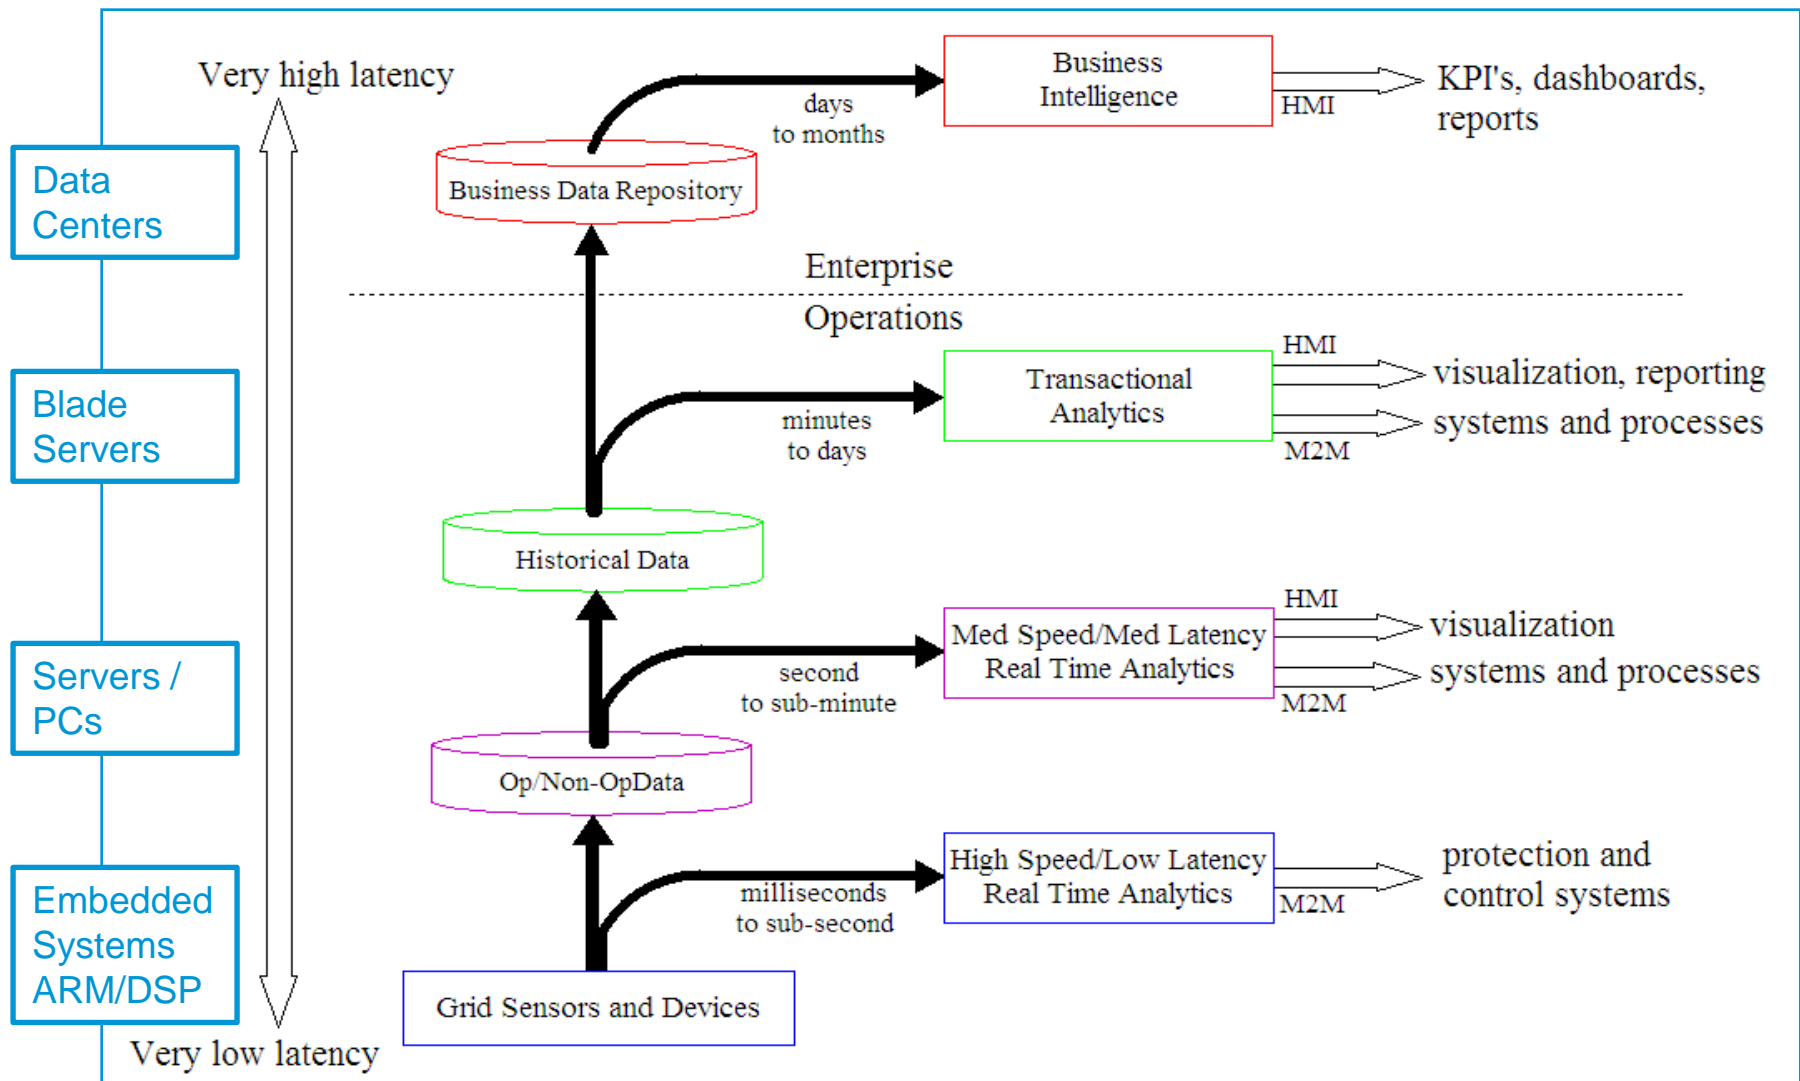 Very high latency
Data
Centers
Business Data Repository
days
to months
Business
Intelligence
HMI
KPI's, dashboards,
reports
Enterprise
Operations
Blade
Servers
Historical Data
minutes
to days
Transactional
Analytics
HMI
visualization, reporting
systems and processes
M2M
Servers /
PCs
Op/Non-OpData
second
to sub-minute
Med Speed/Med Latency
Real Time Analytics
HMI
visualization
systems and processes
M2M
Embedded
Systems
ARM/DSP
Grid Sensors and Devices
milliseconds
to sub-second
High Speed/Low Latency
Real Time Analytics
M2M
protection and
control systems
Very low latency